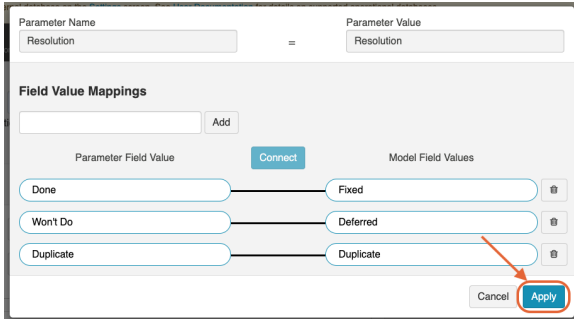 Parameter Name
Parameter Value
Resolution = Resolution
Field Value Mappings
Add
Parameter Field Value Connect Model Field Values
Done Fixed
Won't Do Deferred
Duplicate Duplicate
Cancel Apply